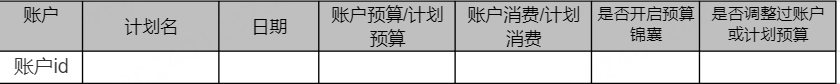 账户
计划名
日期
账户预算/计划
预算
账户消费/计划
消费
是否开启预算
锦囊
是否调整过账户
或计划预算
账户id